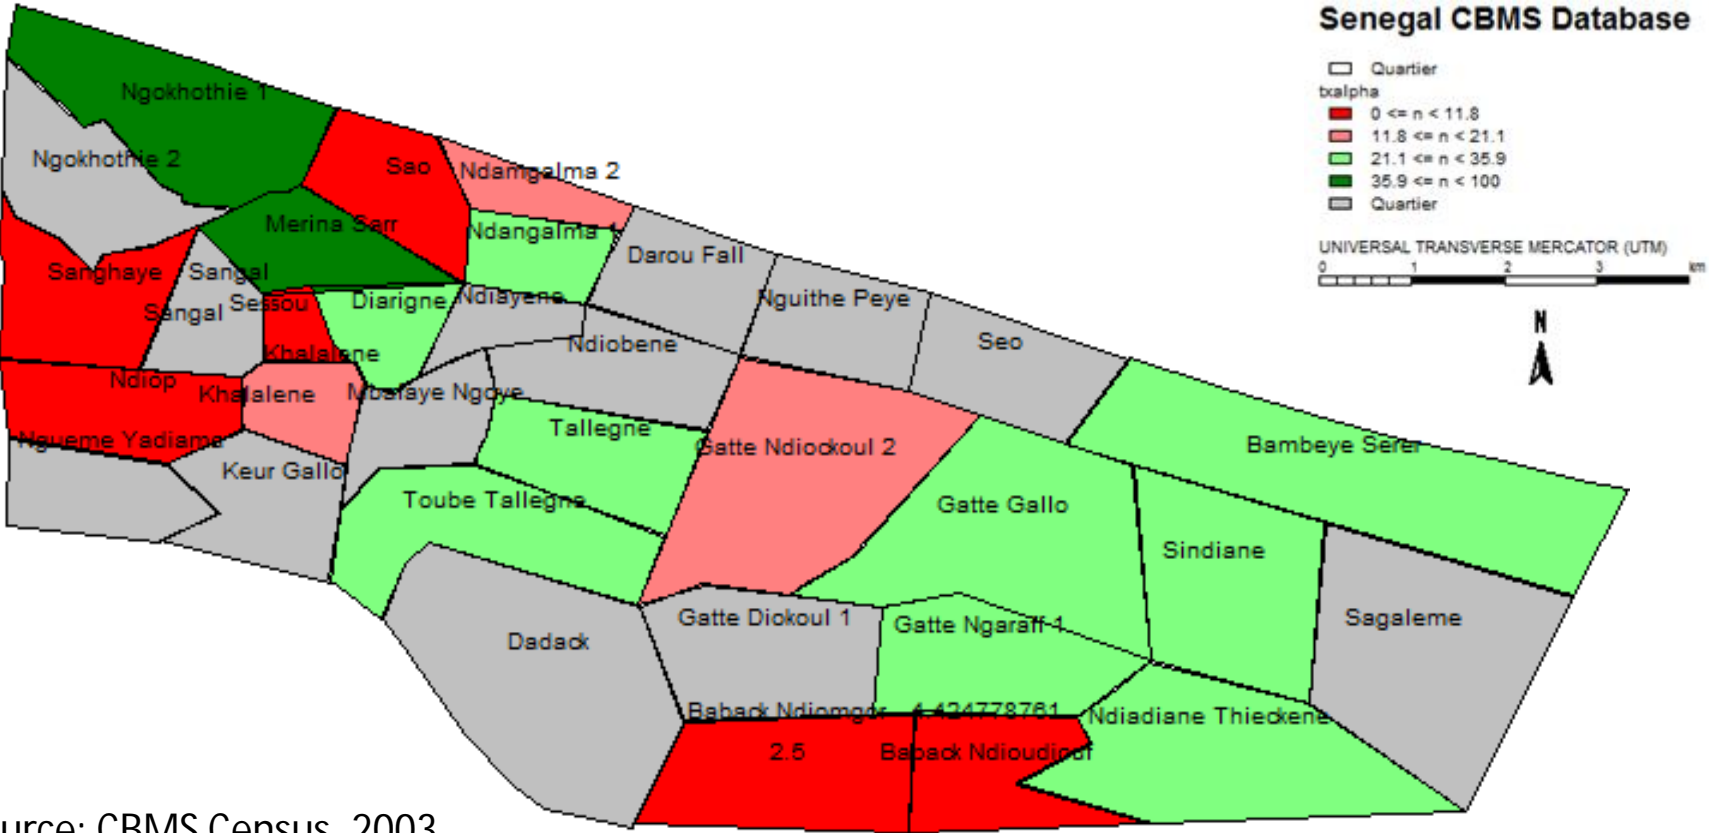 Senegal CBMS Database
Quartier
txalpha
0 <= n < 11.8
11.8 <= n < 21.1
21.1 <= n < 35.9
35.9 <= n < 100
Quartier
UNIVERSAL TRANSVERSE MERCATOR (UTM)
0 1 2 3 km
N
Ngokhothie 1
Ngokhothie 2
Sao
Ndamgalma 2
Merina Sarr
Ndangalma 1
Darou Fall
Sanghaye
Sangal
Sangal
Sessou
Diarigne
Ndiayene
Nguithe Peye
Khalalene
Ndiobene
Seo
Ndiop
Khalalene
Mbafaye Ngoye
Ngueme Yadiama
Tallegne
Gatte Ndiockoul 2
Bambeye Serer
Keur Gallo
Toube Tallegne
Gatte Gallo
Sindiane
Dadack
Gatte Diokoul 1
Gatte Ngaraff 1
Sagaleme
Baback Ndiomgor
4.424778761
Ndiadiane Thieckene
2.5
Baback Ndioudiouf
urce: CBMS Census, 2003